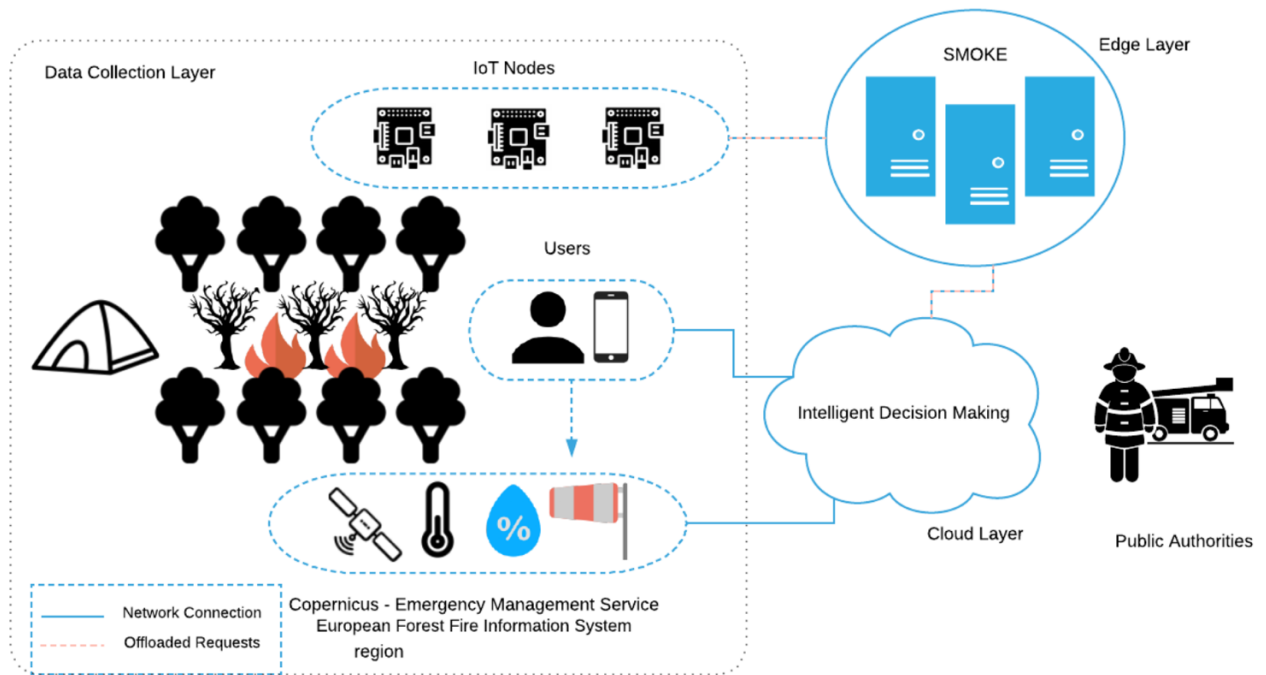 Data Collection Layer
IoT Nodes
SMOKE
Edge Layer
Users
%
Intelligent Decision Making
Cloud Layer
Public Authorities
Copernicus - Emergency Management Service
European Forest Fire Information System
region
Network Connection
Offloaded Requests